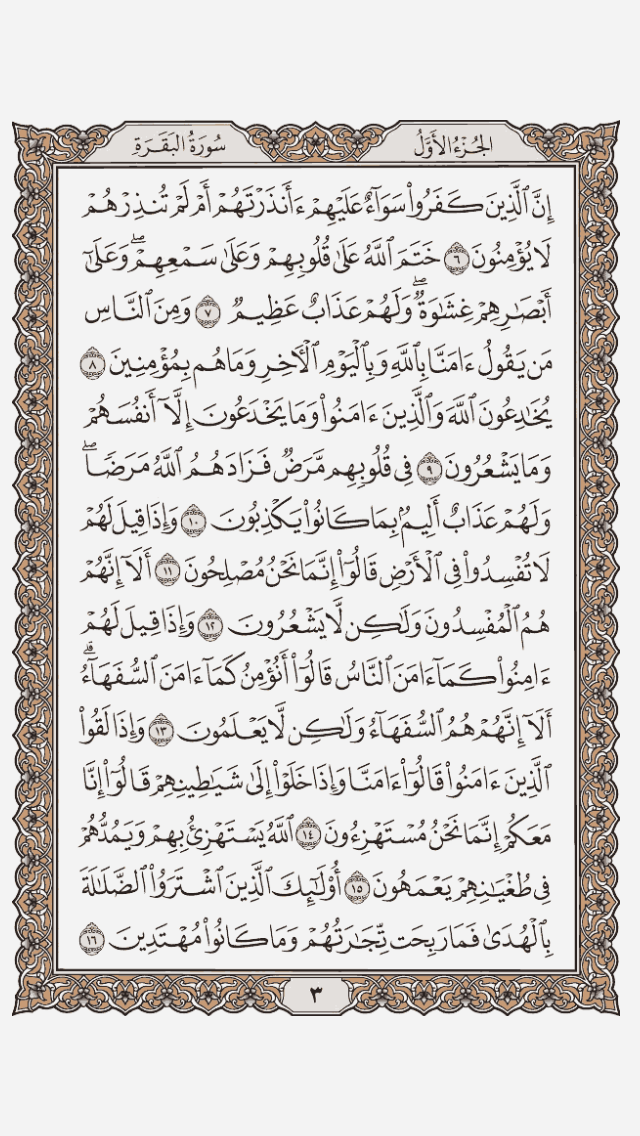 الجُزْءُ الأَوَّلُ
سُورَةُ البَقَرَةِ
إِنَّ ٱلَّذِينَ كَفَرُواْ سَوَآءٌ عَلَيۡهِمۡ ءَأَنذَرۡتَهُمۡ أَمۡ لَمۡ تُنذِرۡهُمۡ
لَا يُؤۡمِنُونَ ٦ خَتَمَ ٱللَّهُ عَلَىٰ قُلُوبِهِمۡ وَعَلَىٰ سَمۡعِهِمۡۖ وَعَلَىٰٓ
أَبۡصَٰرِهِمۡ غِشَٰوَةٞۖ وَلَهُمۡ عَذَابٌ عَظِيمٞ ٧ وَمِنَ ٱلنَّاسِ
مَن يَقُولُ ءَامَنَّا بِٱللَّهِ وَبِٱلۡيَوۡمِ ٱلۡأٓخِرِ وَمَا هُم بِمُؤۡمِنِينَ ٨
يُخَٰدِعُونَ ٱللَّهَ وَٱلَّذِينَ ءَامَنُواْ وَمَا يَخۡدَعُونَ إِلَّآ أَنفُسَهُمۡ
وَمَا يَشۡعُرُونَ ٩ فِي قُلُوبِهِم مَّرَضٞ فَزَادَهُمُ ٱللَّهُ مَرَضٗاۖ
وَلَهُمۡ عَذَابٌ أَلِيمُۢ بِمَا كَانُواْ يَكۡذِبُونَ ١٠ وَإِذَا قِيلَ لَهُمۡ
لَا تُفۡسِدُواْ فِي ٱلۡأَرۡضِ قَالُوٓاْ إِنَّمَا نَحۡنُ مُصۡلِحُونَ ١١ أَلَآ إِنَّهُمۡ
هُمُ ٱلۡمُفۡسِدُونَ وَلَٰكِن لَّا يَشۡعُرُونَ ١٢ وَإِذَا قِيلَ لَهُمۡ
ءَامِنُواْ كَمَآ ءَامَنَ ٱلنَّاسُ قَالُوٓاْ أَنُؤۡمِنُ كَمَآ ءَامَنَ ٱلسُّفَهَآءُۗ
أَلَآ إِنَّهُمۡ هُمُ ٱلسُّفَهَآءُ وَلَٰكِن لَّا يَعۡلَمُونَ ١٣ وَإِذَا لَقُواْ
ٱلَّذِينَ ءَامَنُواْ قَالُوٓاْ ءَامَنَّا وَإِذَا خَلَوۡاْ إِلَىٰ شَيَٰطِينِهِمۡ قَالُوٓاْ إِنَّا
مَعَكُمۡ إِنَّمَا نَحۡنُ مُسۡتَهۡزِءُونَ ١٤ ٱللَّهُ يَسۡتَهۡزِئُ بِهِمۡ وَيَمُدُّهُمۡ
فِي طُغۡيَٰنِهِمۡ يَعۡمَهُونَ ١٥ أُوْلَٰٓئِكَ ٱلَّذِينَ ٱشۡتَرَوُاْ ٱلضَّلَٰلَةَ
بِٱلۡهُدَىٰ فَمَا رَبِحَت تِّجَٰرَتُهُمۡ وَمَا كَانُواْ مُهۡتَدِينَ ١٦
٣